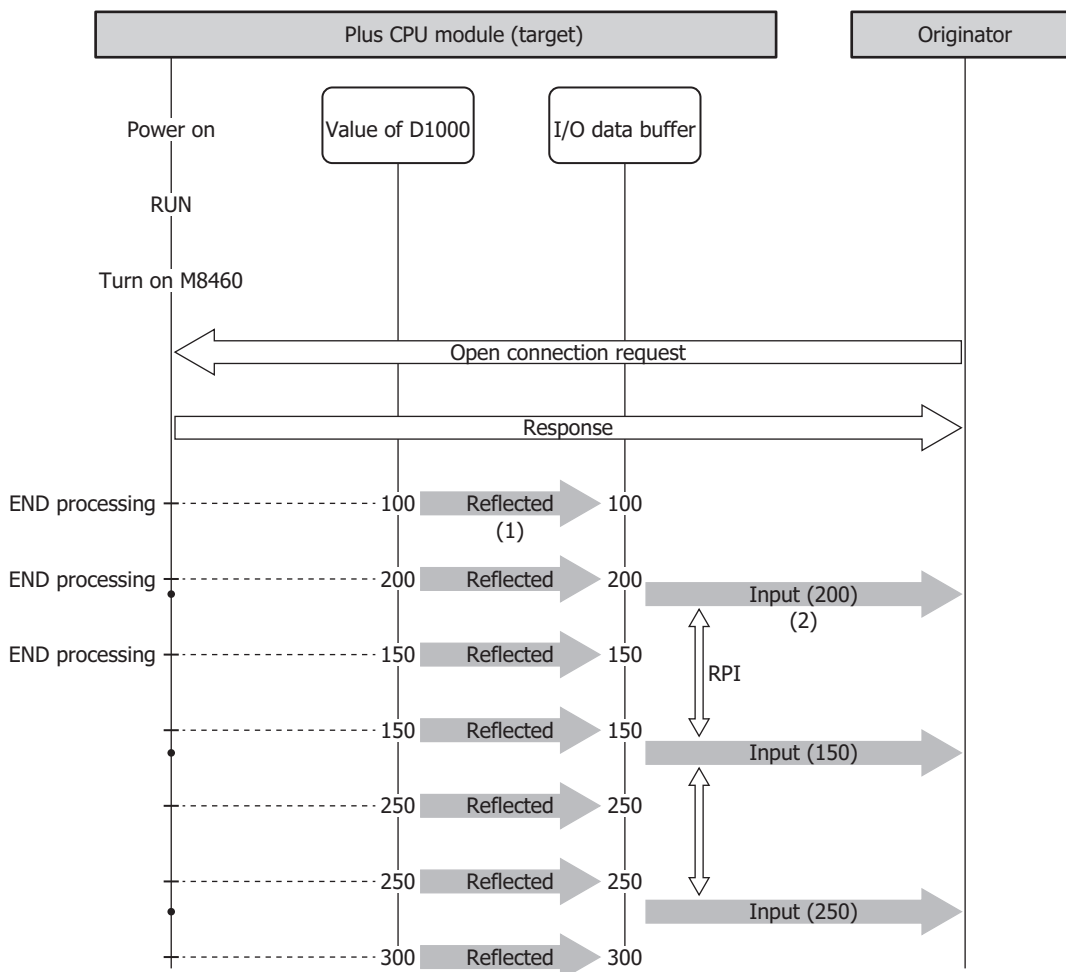 Plus CPU module (target)
Originator
Power on
Value of D1000
I/O data buffer
RUN
Turn on M8460
Open connection request
Response
END processing
100
Reflected
100
(1)
END processing
200
Reflected
200
Input (200)
(2)
END processing
150
Reflected
150
RPI
150
Reflected
150
Input (150)
250
Reflected
250
250
Reflected
250
Input (250)
300
Reflected
300